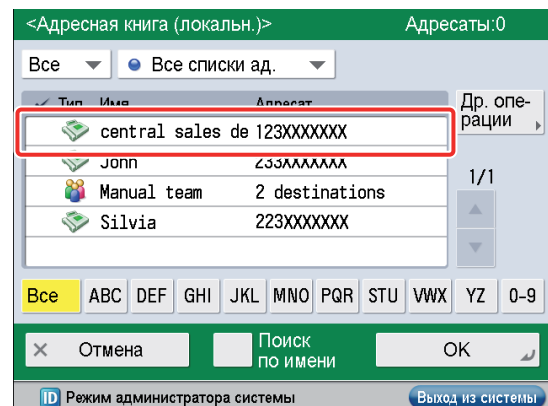 <Адресная книга (локальн.)> Адресаты:0
Все Все списки ад.
Тип Имя Адресат
Др. опе-
рации
central sales de 123XXXXXXX
John 233XXXXXXX
1/1
Manual team 2 destinations
Silvia 223XXXXXXX
Все ABC DEF GHI JKL MNO PQR STU VWX YZ 0-9
× Отмена
Поиск
по имени
OK
ID Режим администратора системы Выход из системы